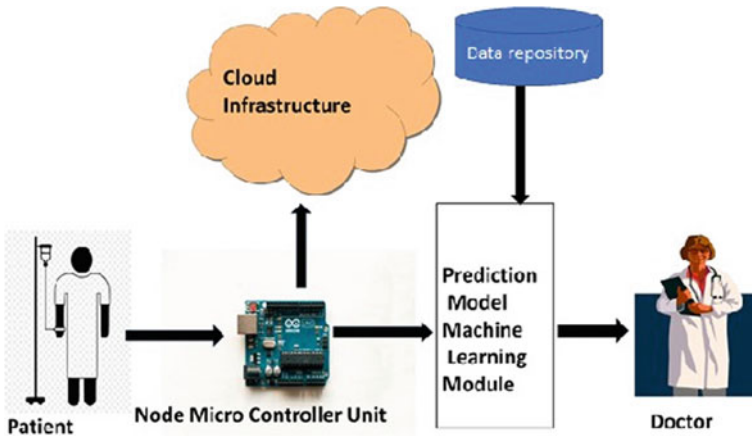 Cloud
Infrastructure
Data repository
Prediction
Model
Machine
Learning
Module
Patient
Node Micro Controller Unit
Doctor